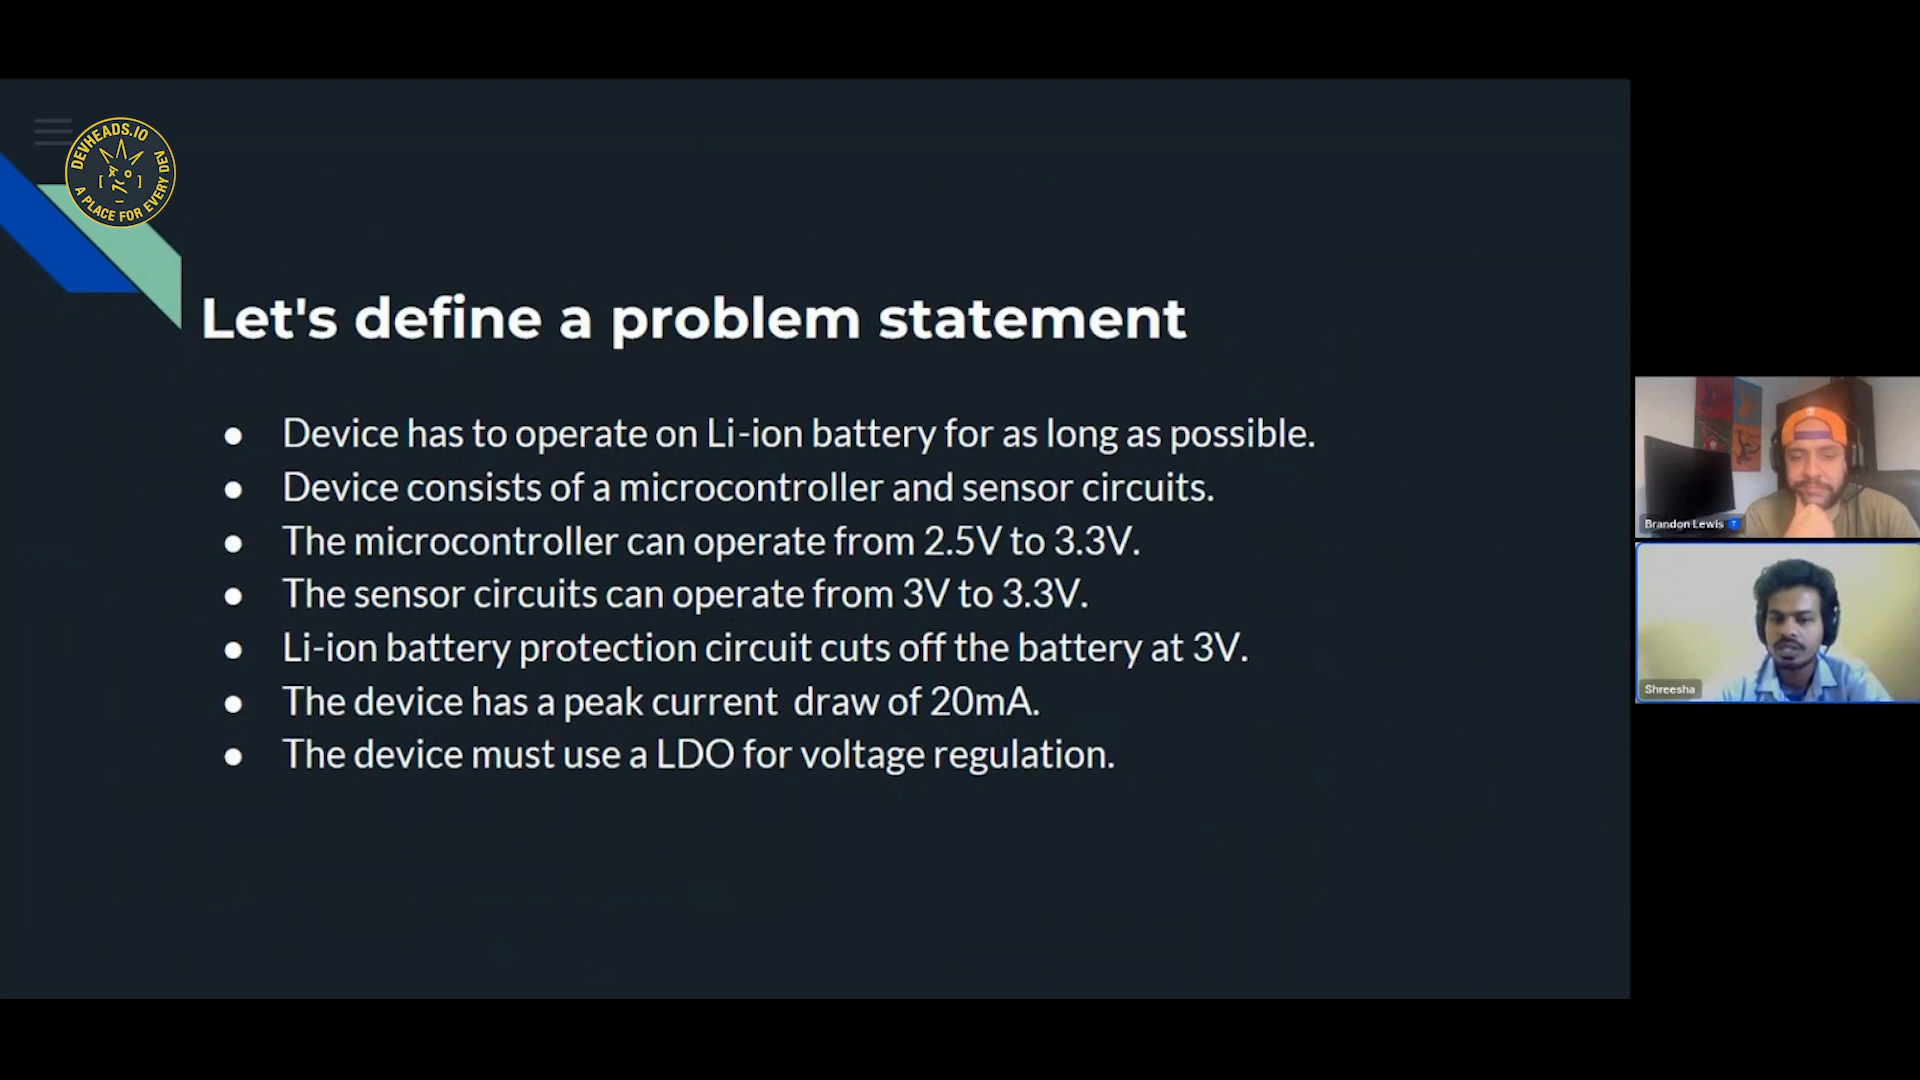 DEVHEADS.IO
A PLACE FOR EVERY DEV
Let's define a problem statement
● Device has to operate on Li-ion battery for as long as possible.
● Device consists of a microcontroller and sensor circuits.
● The microcontroller can operate from 2.5V to 3.3V.
● The sensor circuits can operate from 3V to 3.3V.
● Li-ion battery protection circuit cuts off the battery at 3V.
● The device has a peak current  draw of 20mA.
● The device must use a LDO for voltage regulation.
Brandon Lewis
Shreesha